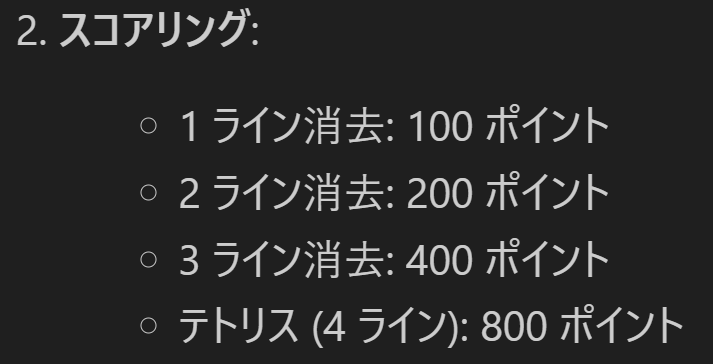 2. スコアリング:
○ 1 ライン消去: 100 ポイント
○ 2 ライン消去: 200 ポイント
○ 3 ライン消去: 400 ポイント
○ テトリス (4 ライン): 800 ポイント